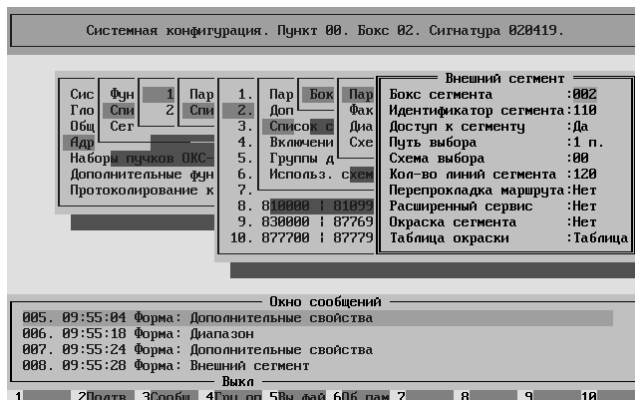 Системная конфигурация. Пункт 00. Бокс 02. Сигнатура 020419.
Сис
Гло
Общ
Адр
Наборы пучков ОКС-
Дополнительные фун
Протоколирование к
Фун
Спи
Сег
1
2
Пар
Спи
1.
2.
3.
4.
5.
6.
7.
8. 810000 ¦ 81099
9. 830000 ¦ 87769
10. 877700 ¦ 87779
Пар
Доп
Список с
Включени
Группы д
Использ. схем
Бок
Пар
Фак
Диа
Схе
Внешний сегмент
Бокс сегмента :002
Идентификатор сегмента:110
Доступ к сегменту :Да
Путь выбора :1 п.
Схема выбора :00
Кол-во линий сегмента :120
Перепрокладка маршрута:Нет
Расширенный сервис :Нет
Окраска сегмента :Нет
Таблица окраски :Таблица
Окно сообщений
005. 09:55:04 Форма: Дополнительные свойства
006. 09:55:18 Форма: Диапазон
007. 09:55:24 Форма: Дополнительные свойства
008. 09:55:28 Форма: Внешний сегмент
Выкл
1 2Подтв 3Сообщ 4Гру оп 5Вы фай 6Об пам 7 8 9 10